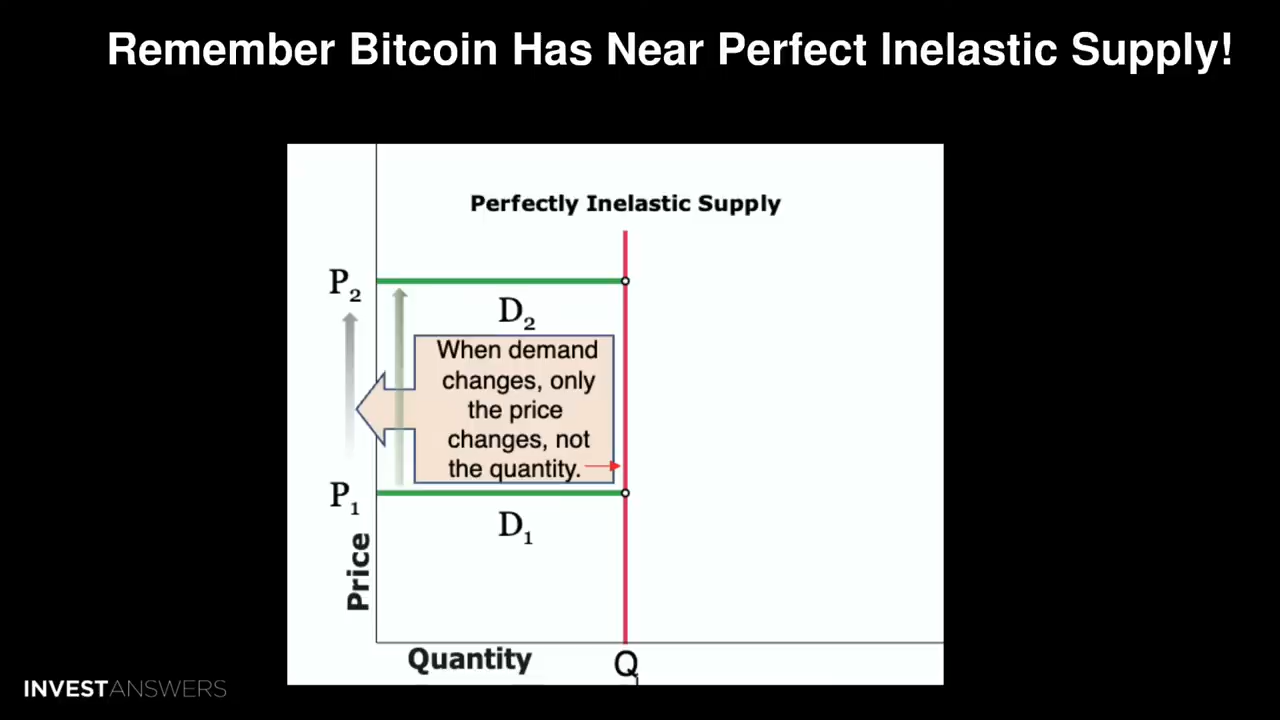 Remember Bitcoin Has Near Perfect Inelastic Supply!
Perfectly Inelastic Supply
P2
D2
When demand
changes, only
the price
changes, not
the quantity.
P1
D1
Price
Quantity
Q1
INVESTANSWERS